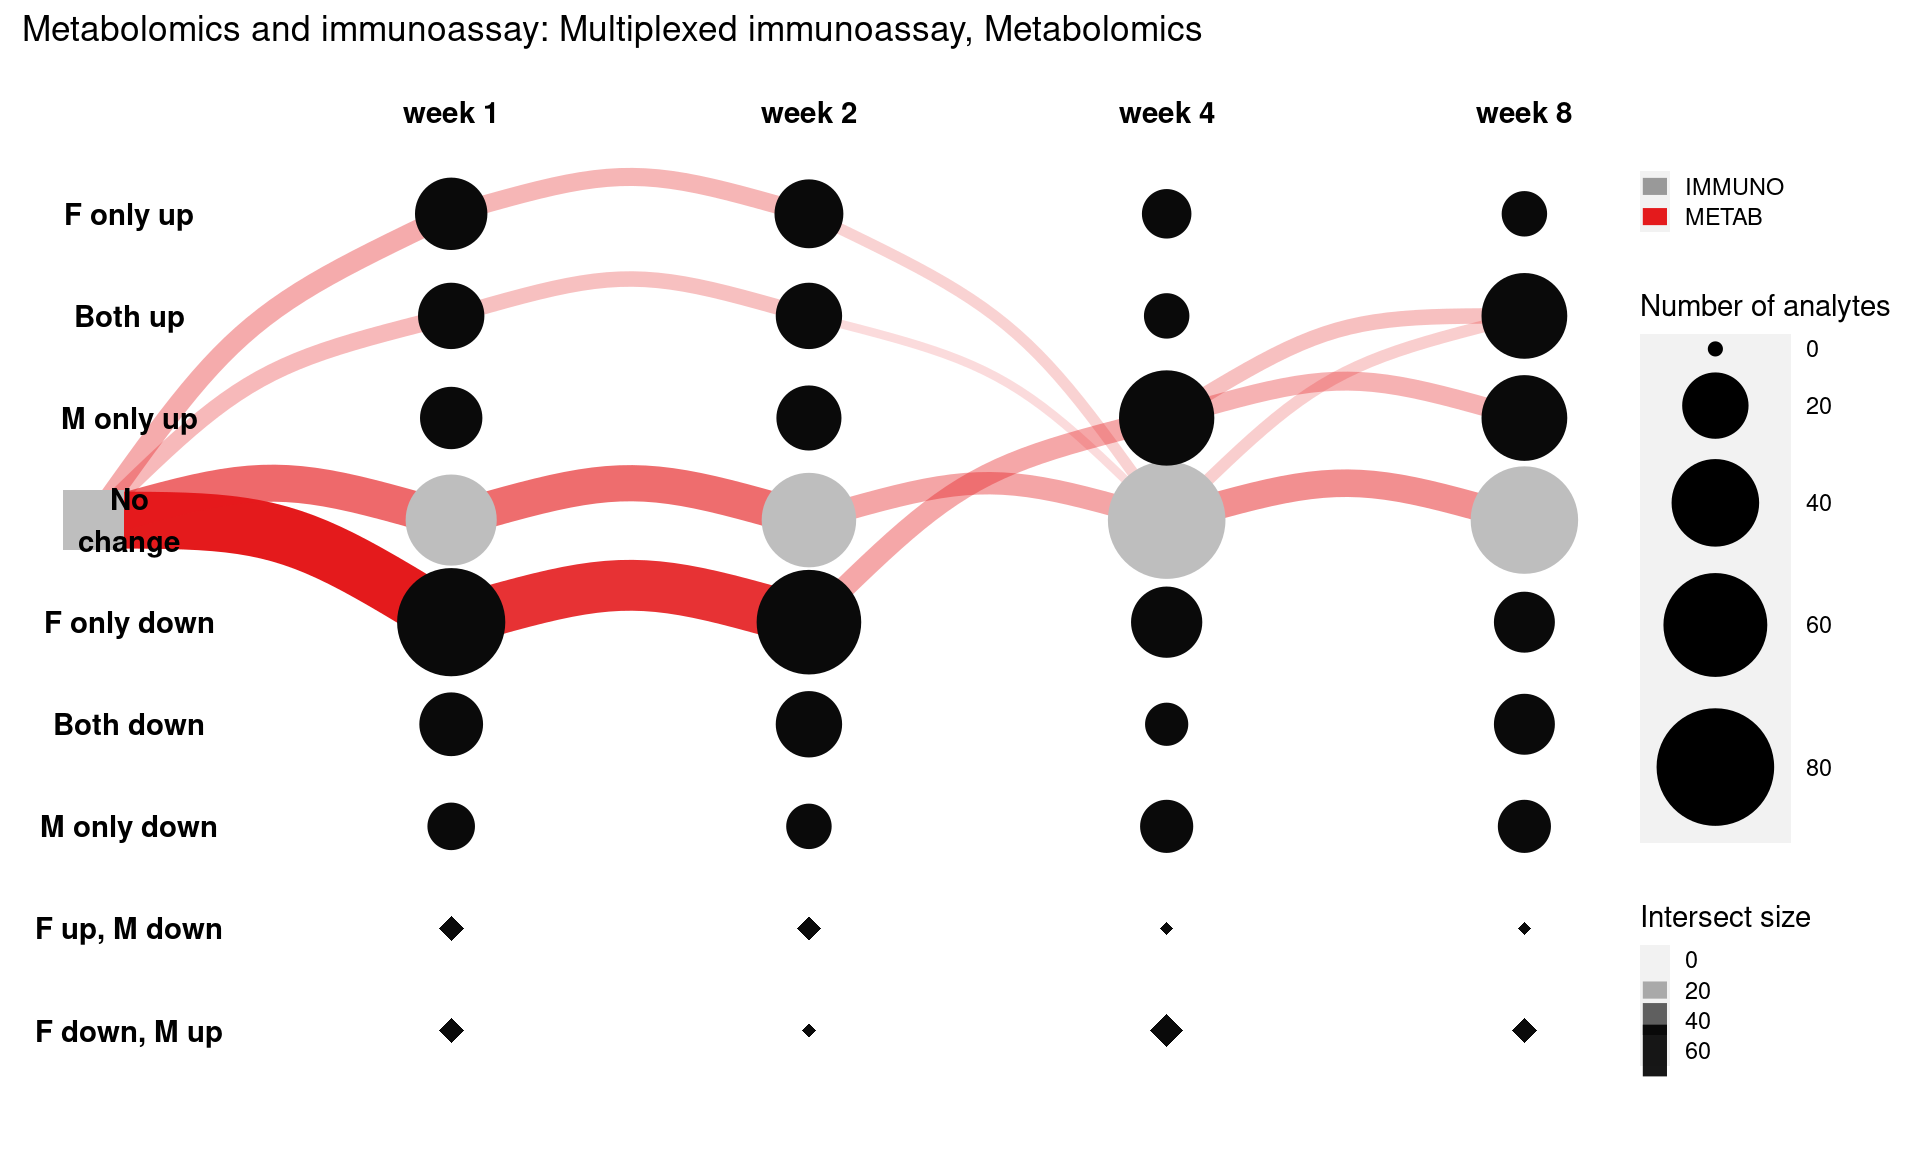 Metabolomics and immunoassay: Multiplexed immunoassay, Metabolomics
week 1
week 2
week 4
week 8
F only up
Both up
M only up
No
change
F only down
Both down
M only down
F up, M down
F down, M up
IMMUNO
METAB
Number of analytes
0
20
40
60
80
Intersect size
0
20
40
60